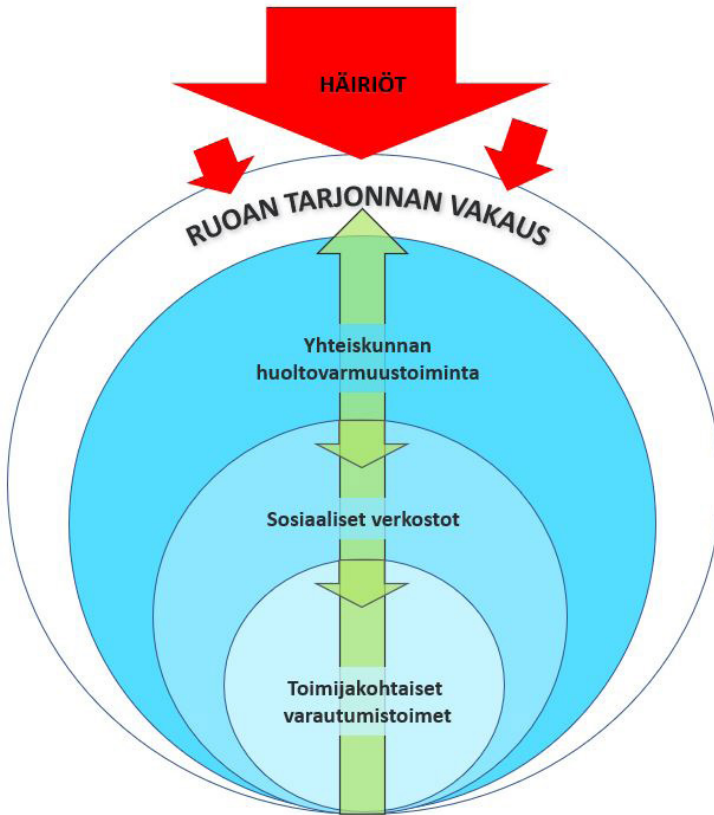 HÄIRIÖT
RUOAN TARJONNAN VAKAUS
Yhteiskunnan
huoltovarmuustoiminta
Sosiaaliset verkostot
Toimijakohtaiset
varautumistoimet